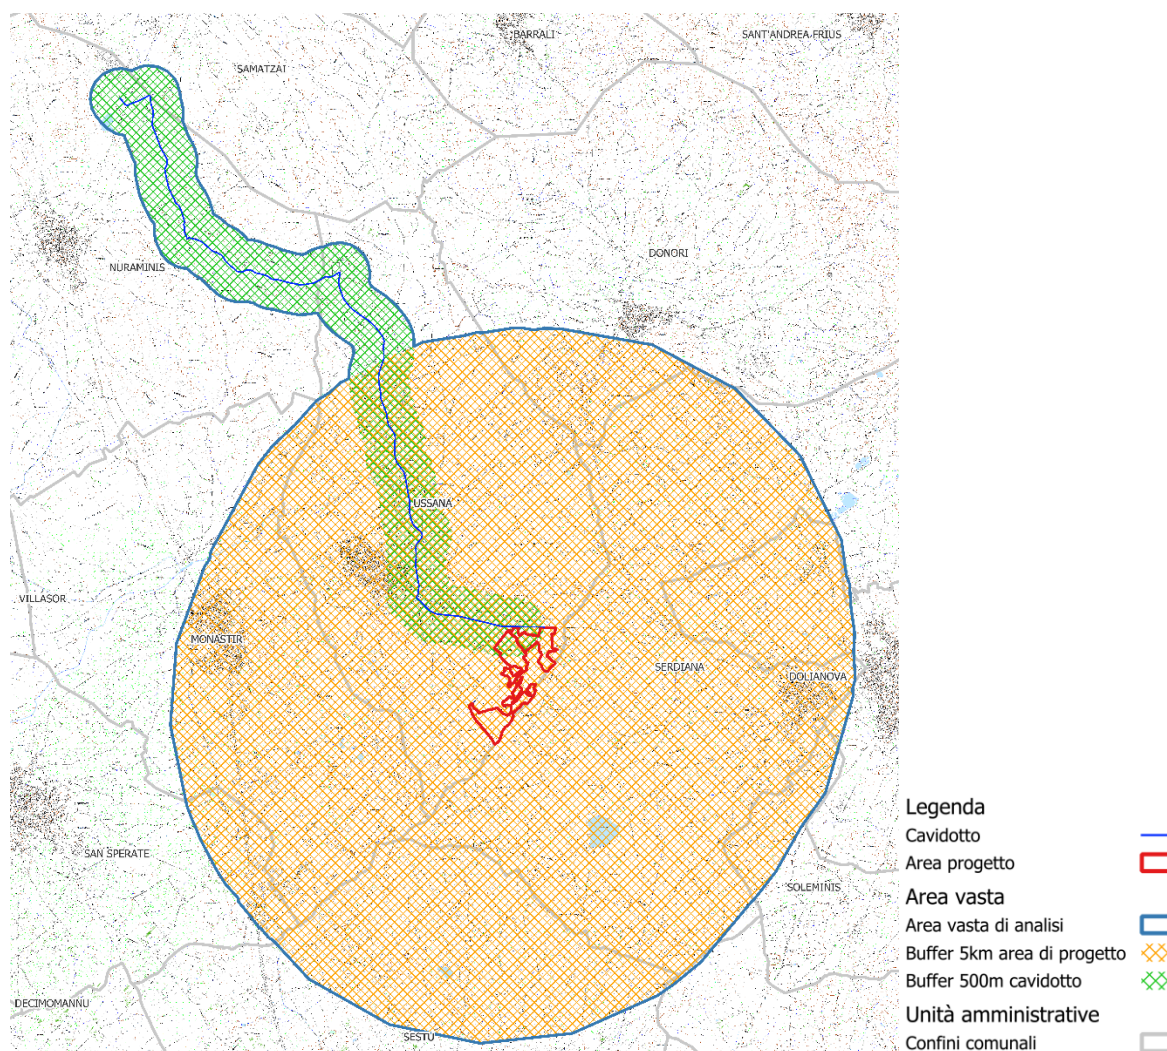 BARRALI
SANT'ANDREA FRIUS
SAMATZAI
DONORI
NURAMINIS
USSANA
VILLASOR
MONASTIR
SERDIANA
DOLIANOVA
SAN SPERATE
SOLEMINIS
DECIMOMANNU
SESTU
Legenda
Cavidotto
Area progetto
Area vasta
Area vasta di analisi
Buffer 5km area di progetto
Buffer 500m cavidotto
Unità amministrative
Confini comunali